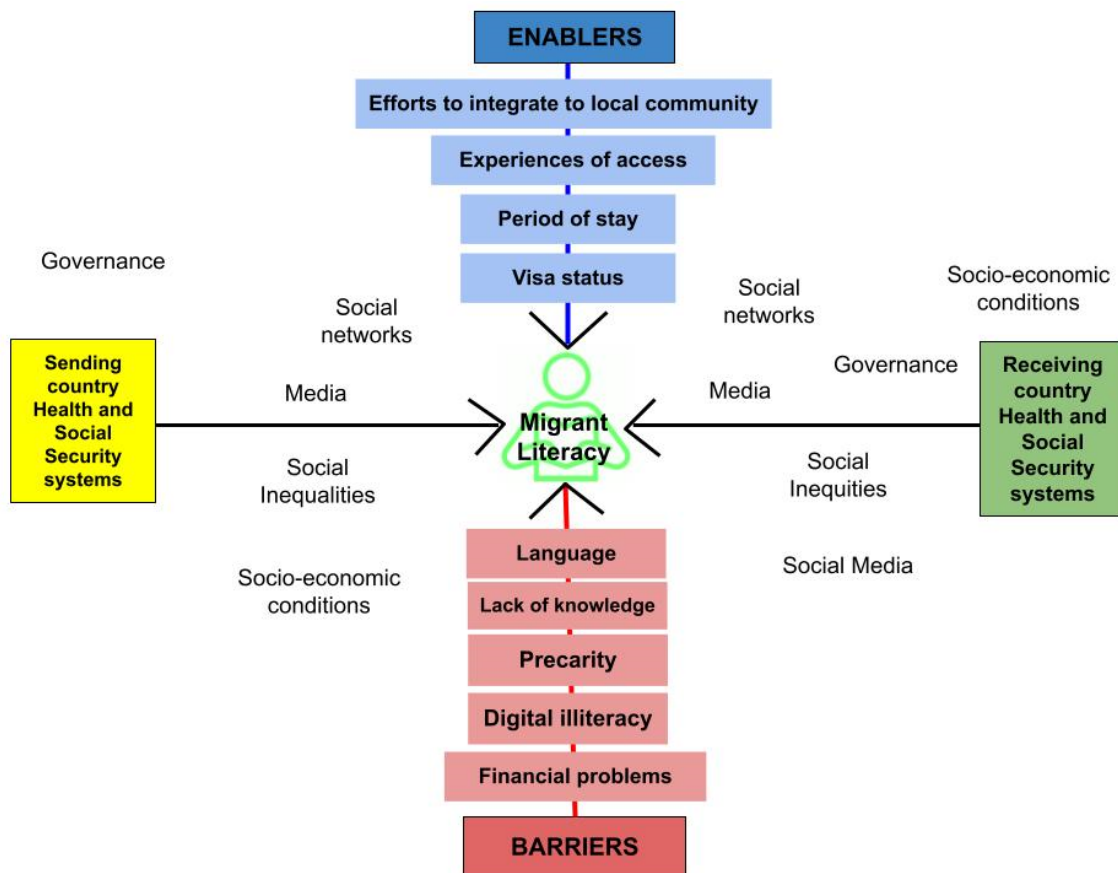 ENABLERS
Efforts to integrate to local community
Experiences of access
Period of stay
Visa status
Governance
Social
networks
Media
Sending
country
Health and
Social
Security
systems
Social
Inequalities
Socio-economic
conditions
Migrant
Literacy
Social
networks
Socio-economic
conditions
Governance
Media
Receiving
country
Health and
Social
Security
systems
Social
Inequities
Social Media
Language
Lack of knowledge
Precarity
Digital illiteracy
Financial problems
BARRIERS